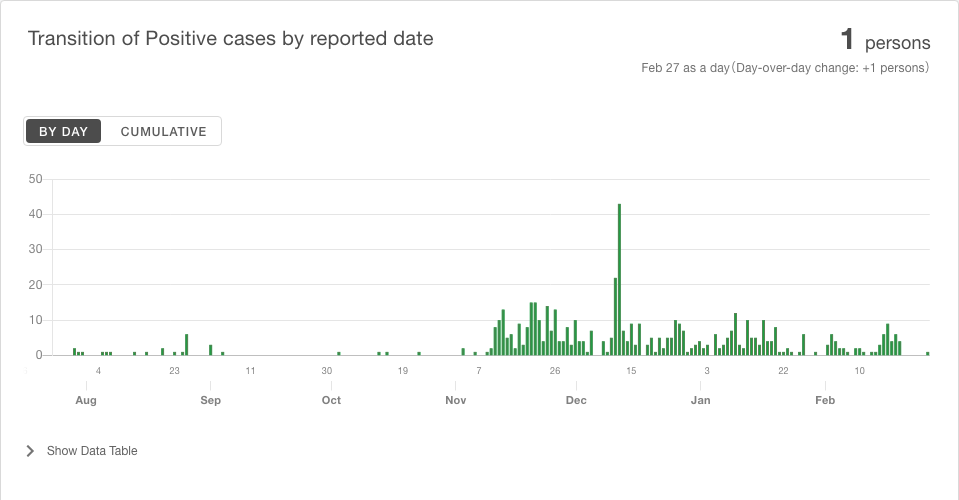 Transition of Positive cases by reported date
1 persons
Feb 27 as a day(Day-over-day change: +1 persons)
BY DAY
CUMULATIVE
50
40
30
20
10
0
4 23 11 30 19 7 26 15 3 22 10
Aug Sep Oct Nov Dec Jan Feb
Show Data Table